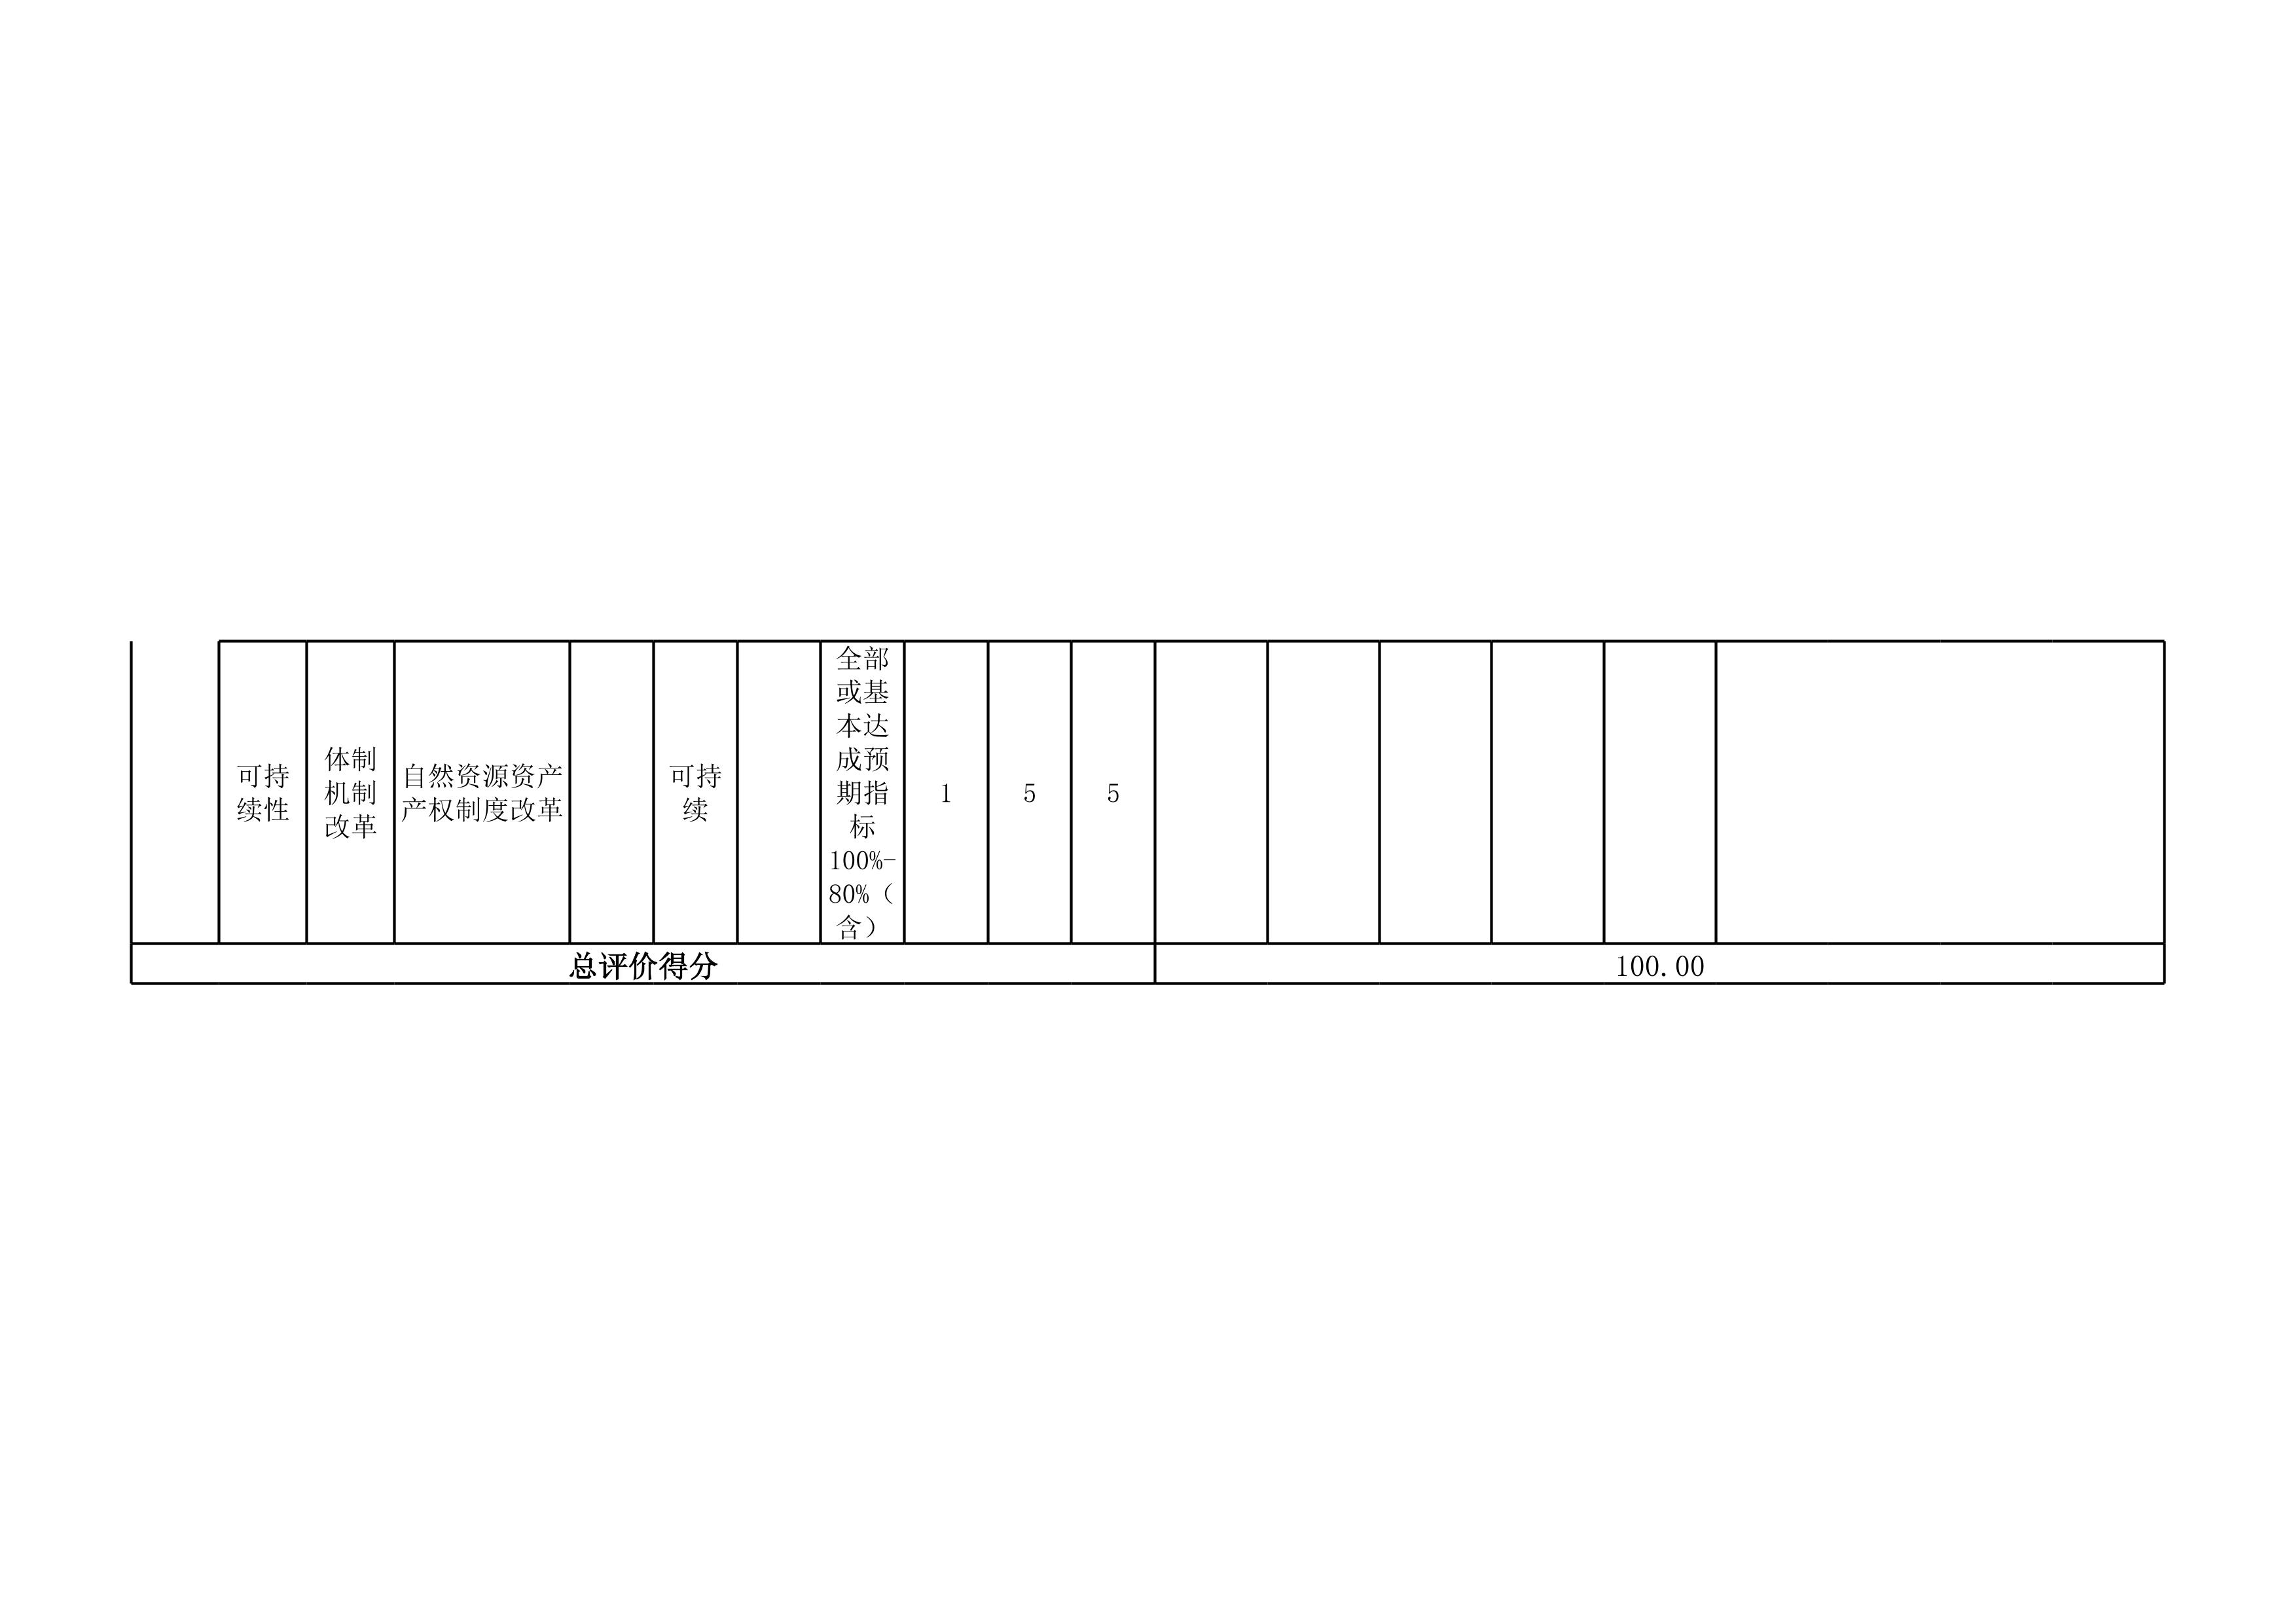 可持
续性
体制
机制
改革
自然资源资产
产权制度改革
可持
续
全部
或基
本达
成预
期指
标
100%-
80%（
含）
1
5
5
总评价得分
100.00